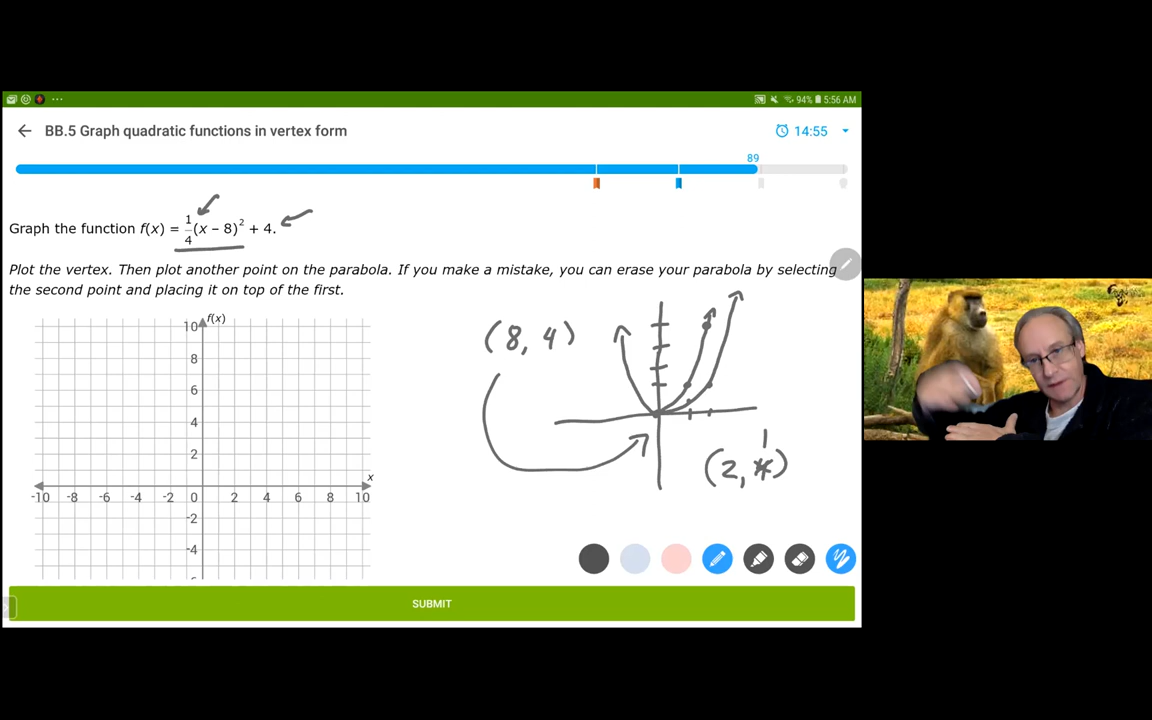 94% 5:56 AM
BB.5 Graph quadratic functions in vertex form
14:55
89
Graph the function f(x) = 1/4(x – 8)² + 4.
Plot the vertex. Then plot another point on the parabola. If you make a mistake, you can erase your parabola by selecting
the second point and placing it on top of the first.
f(x)
10
8
6
4
2
x
-10 -8 -6 -4 -2 0 2 4 6 8 10
-2
-4
(8, 4)
1
(2, 4)
SUBMIT